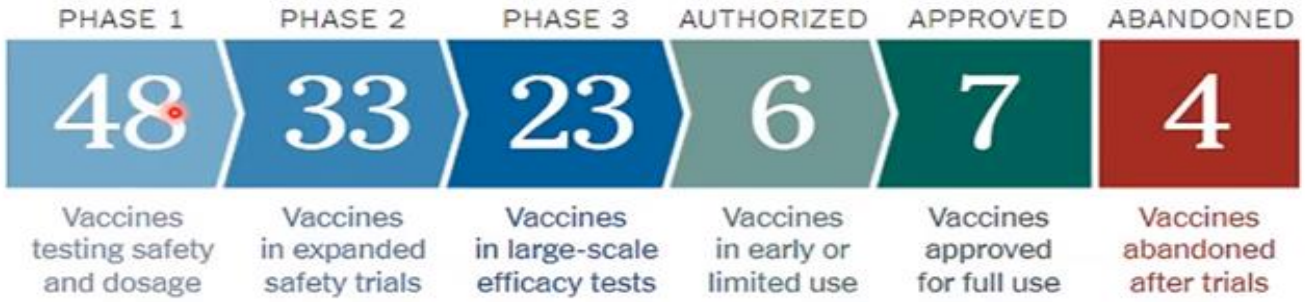 PHASE 1
PHASE 2
PHASE 3
AUTHORIZED
APPROVED
ABANDONED
48
33
23
6
7
4
Vaccines
testing safety
and dosage
Vaccines
in expanded
safety trials
Vaccines
in large-scale
efficacy tests
Vaccines
in early or
limited use
Vaccines
approved
for full use
Vaccines
abandoned
after trials